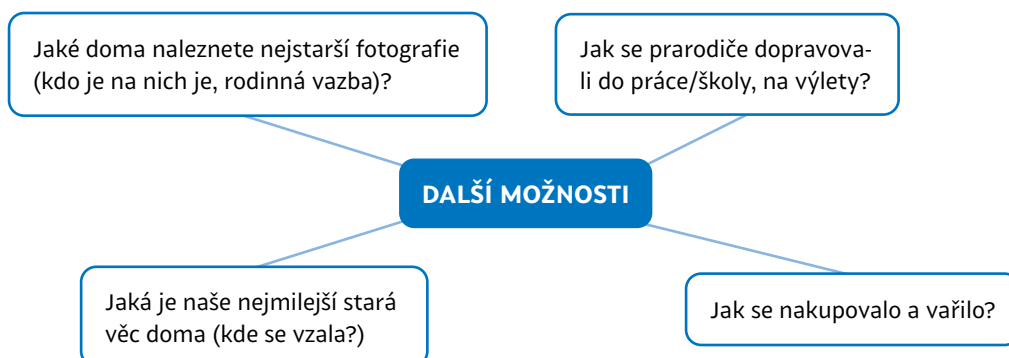 Jaké doma naleznete nejstarší fotografie
(kdo je na nich je, rodinná vazba)?
Jak se prarodiče dopravova-
li do práce/školy, na výlety?
DALŠÍ MOŽNOSTI
Jaká je naše nejmilejší stará
věc doma (kde se vzala?)
Jak se nakupovalo a vařilo?